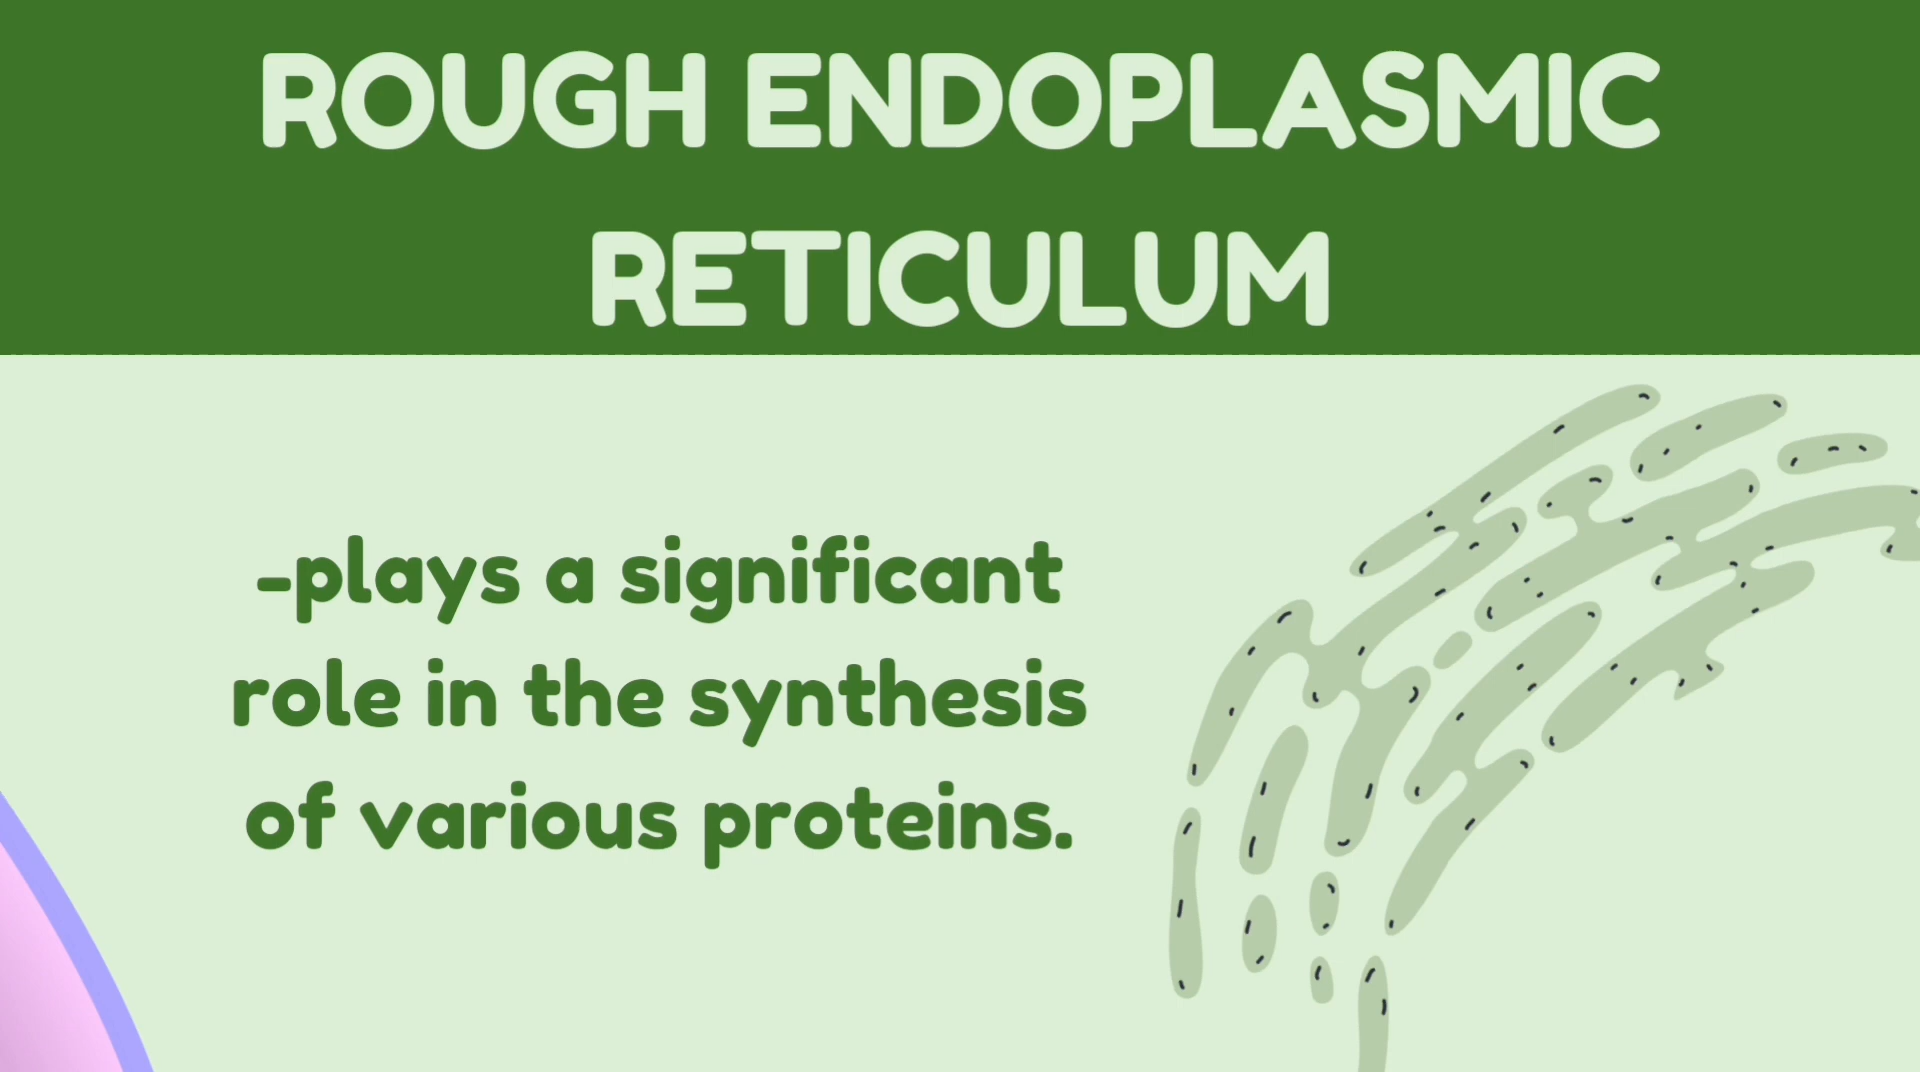 ROUGH ENDOPLASMIC
RETICULUM
-plays a significant
role in the synthesis
of various proteins.